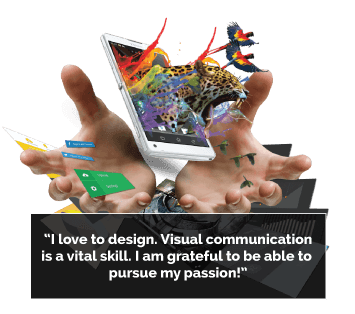 “I love to design. Visual communication
is a vital skill. I am grateful to be able to
pursue my passion!”